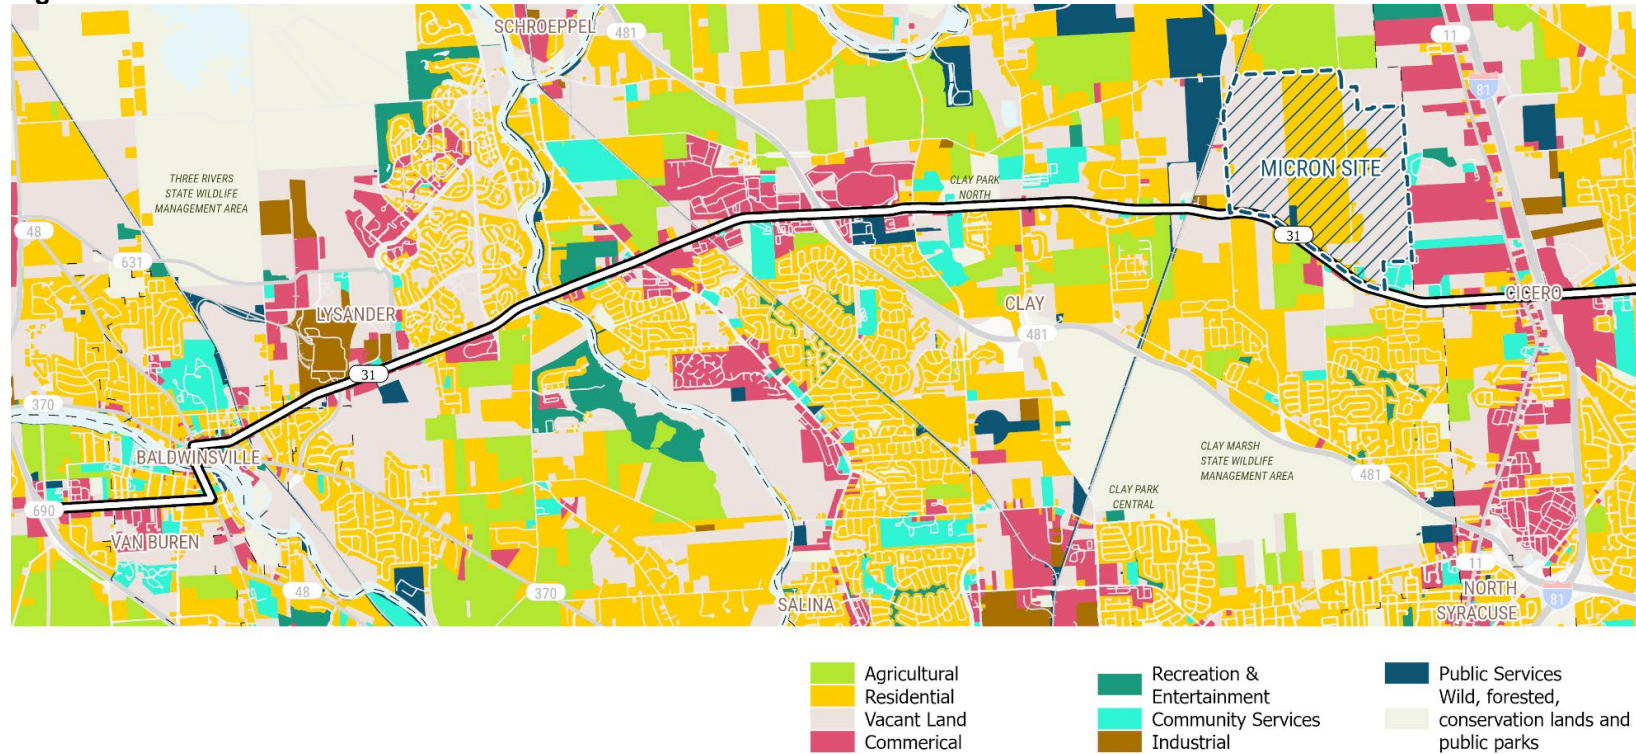 SCHROEPPEL
481
11
81
THREE RIVERS
STATE WILDLIFE
MANAGEMENT AREA
CLAY PARK
NORTH
MICRON SITE
48
631
31
LYSANDER
CLAY
CICERO
481
31
370
BALDWINSVILLE
CLAY MARSH
STATE WILDLIFE
MANAGEMENT AREA
481
CLAY PARK
CENTRAL
690
VAN BUREN
11
48
370
SALINA
NORTH
SYRACUSE
81
Agricultural
Residential
Vacant Land
Commerical
Recreation &
Entertainment
Community Services
Industrial
Public Services
Wild, forested,
conservation lands and
public parks